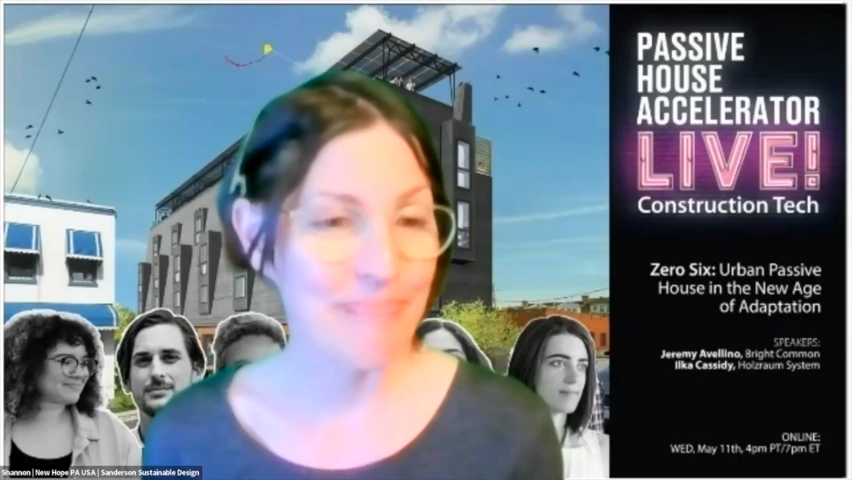 PASSIVE
HOUSE
ACCELERATOR
LIVE!
Construction Tech
Zero Six: Urban Passive
House in the New Age
of Adaptation
SPEAKERS:
Jeremy Avellino, Bright Common
Ilka Cassidy, Holzraum System
ONLINE:
WED, May 11th, 4pm PT/7pm ET
Shannon | New Hope PA USA | Sanderson Sustainable Design